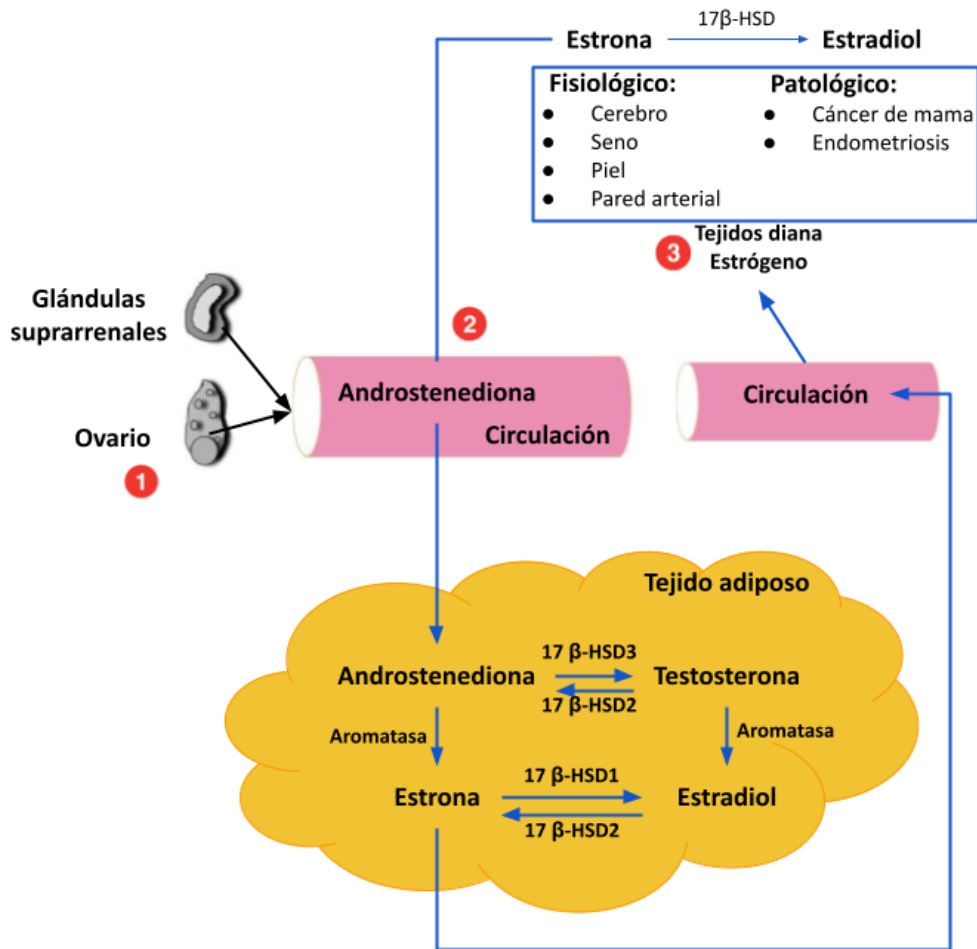 17β-HSD
Estrona
Estradiol
Fisiológico:
● Cerebro
● Seno
● Piel
● Pared arterial
Patológico:
● Cáncer de mama
● Endometriosis
3
Tejidos diana
Estrógeno
Glándulas
suprarrenales
Ovario
1
2
Androstenediona
Circulación
Circulación
Tejido adiposo
Androstenediona
17 β-HSD3
17 β-HSD2
Testosterona
Aromatasa
Aromatasa
Estrona
17 β-HSD1
17 β-HSD2
Estradiol